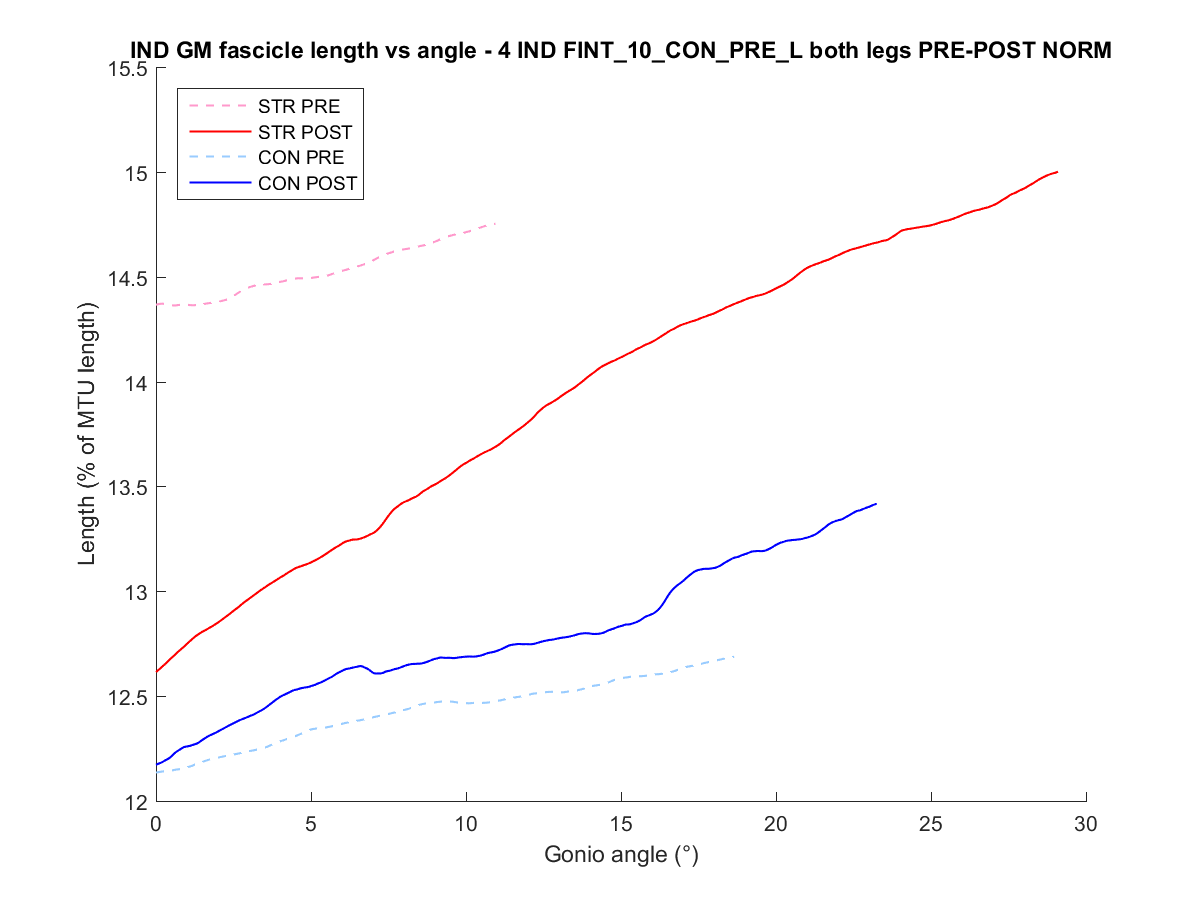 IND GM fascicle length vs angle - 4 IND FINT_10_CON_PRE_L both legs PRE-POST NORM
15.5
15
14.5
14
13.5
13
12.5
12
STR PRE
STR POST
CON PRE
CON POST
Length (% of MTU length)
0 5 10 15 20 25 30
Gonio angle (°)